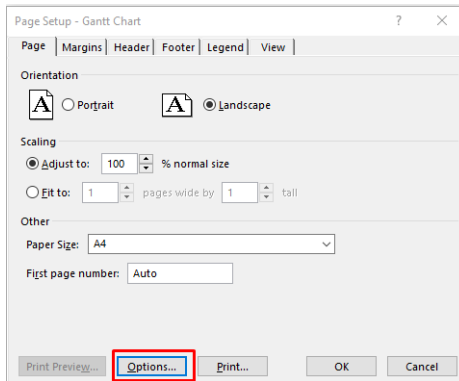 Page Setup - Gantt Chart ? ×
Page Margins Header Footer Legend View
Orientation
A Portrait A Landscape
Scaling
Adjust to: 100 % normal size
Fit to: 1 pages wide by 1 tall
Other
Paper Size: A4
First page number: Auto
Print Preview... Options... Print... OK Cancel